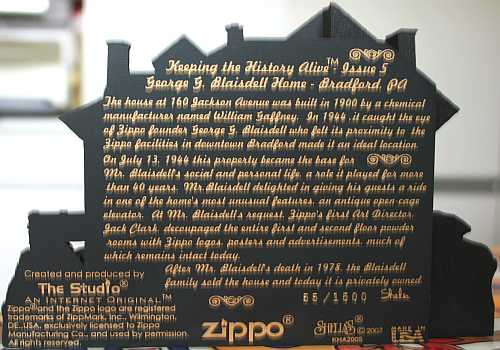 Keeping the History Alive™ - Issue 5
George G. Blaisdell Home - Bradford, PA
The house at 160 Jackson Avenue was built in 1900 by a chemical
manufacturer named William Gaffney. In 1944, it caught the eye
of Zippo founder George G. Blaisdell who felt its proximity to the
Zippo facilities in downtown Bradford made it an ideal location.
On July 13, 1944 this property became the base for
Mr. Blaisdell's social and personal life, a role it played for more
than 40 years. Mr. Blaisdell delighted in giving his guests a ride
in one of the home's most unusual features, an antique open cage
elevator. At Mr. Blaisdell's request, Zippo's first Art Director,
Jack Clark, decoupaged the entire first and second floor powder
rooms with Zippo logos, posters and advertisements, much of
which remains intact today.
After Mr. Blaisdell's death in 1978, the Blaisdell
family sold the house and today it is privately owned.
Created and produced by
The Studio®
AN INTERNET ORIGINAL™
Zippo® and the Zippo logo are registered
trademarks of ZippMark, Inc., Wilmington,
DE., USA, exclusively licensed to Zippo
Manufacturing Co., and used by permission.
All rights reserved.
55/1500 Sheila
zippo®
SHEILA'S® © 2007
KHA2005
MADE IN
USA